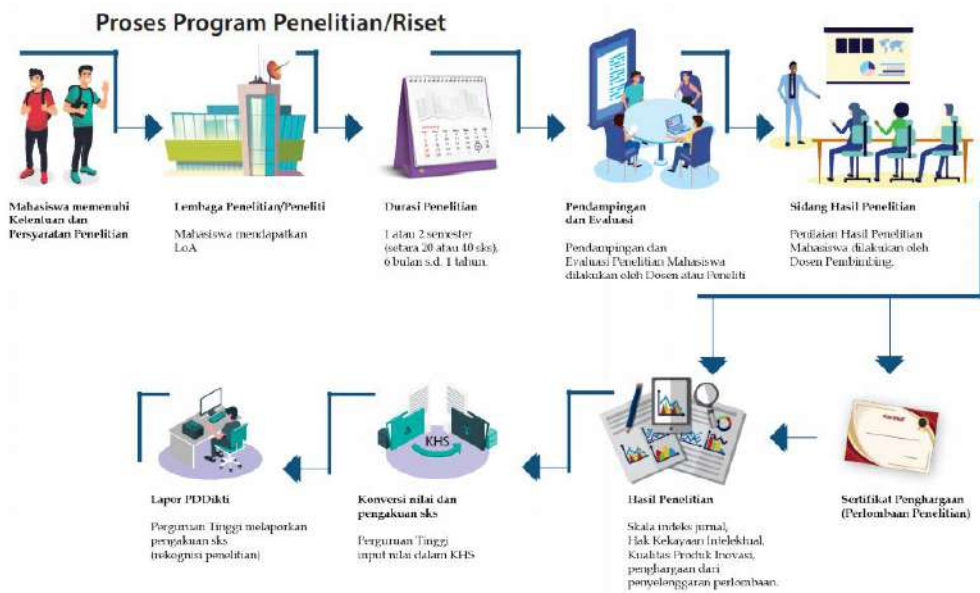 Proses Program Penelitian/Riset
Mahasiswa memenuhi
Ketentuan dan
Persyaratan Penelitian
Lembaga Penelitian/Peneliti
Mahasiswa mendapatkan
LoA
Durasi Penelitian
1 atau 2 semester
(setara 20 atau 40 sks),
6 bulan s.d. 1 tahun.
Pendampingan
dan Evaluasi
Pendampingan dan
Evaluasi Penelitian Mahasiswa
dilakukan oleh Dosen atau Peneliti
Sidang Hasil Penelitian
Penilaian Hasil Penelitian
Mahasiswa dilakukan oleh
Dosen Pembimbing.
KHS
Lapor PDDikti
Perguruan Tinggi melaporkan
pengakuan sks
(rekognisi penelitian)
Konversi nilai dan
pengakuan sks
Perguruan Tinggi
input nilai dalam KHS
Hasil Penelitian
Skala indeks jurnal,
Hak Kekayaan Intelektual,
Kualitas Produk Inovasi,
penghargaan dari
penyelenggaran perlombaan.
Sertifikat Penghargaan
(Perlombaan Penelitian)